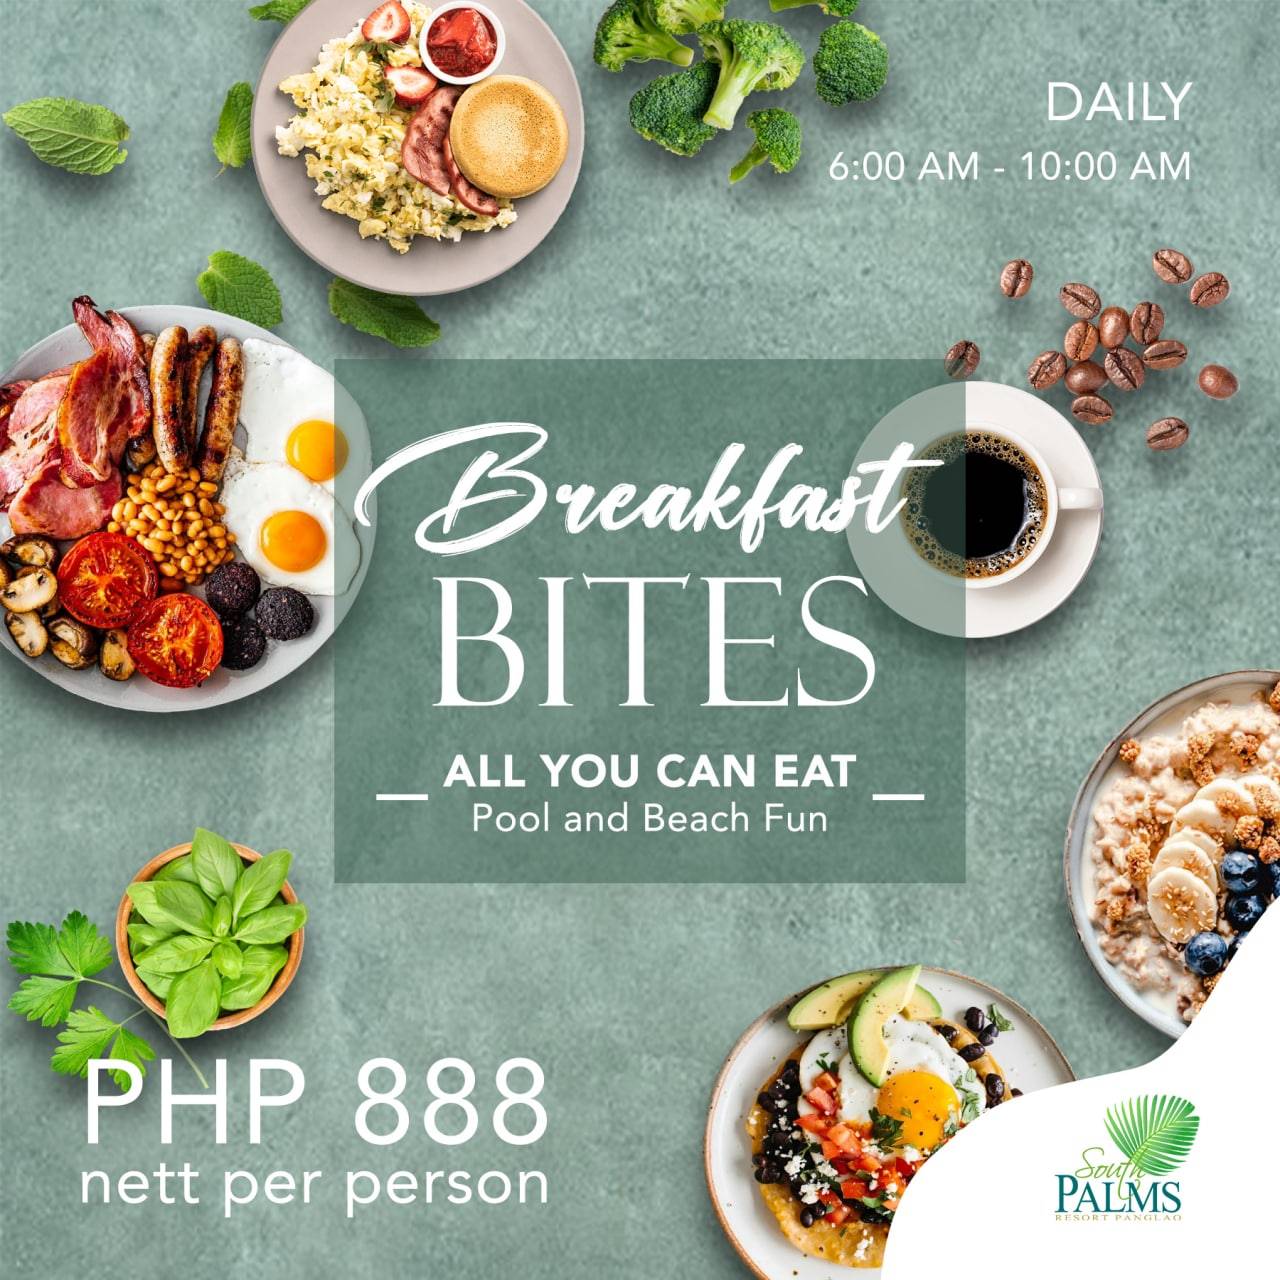 DAILY
6:00 AM - 10:00 AM
Breakfast
BITES
ALL YOU CAN EAT
Pool and Beach Fun
PHP 888
nett per person
South
PALMS
RESORT PANGLAO